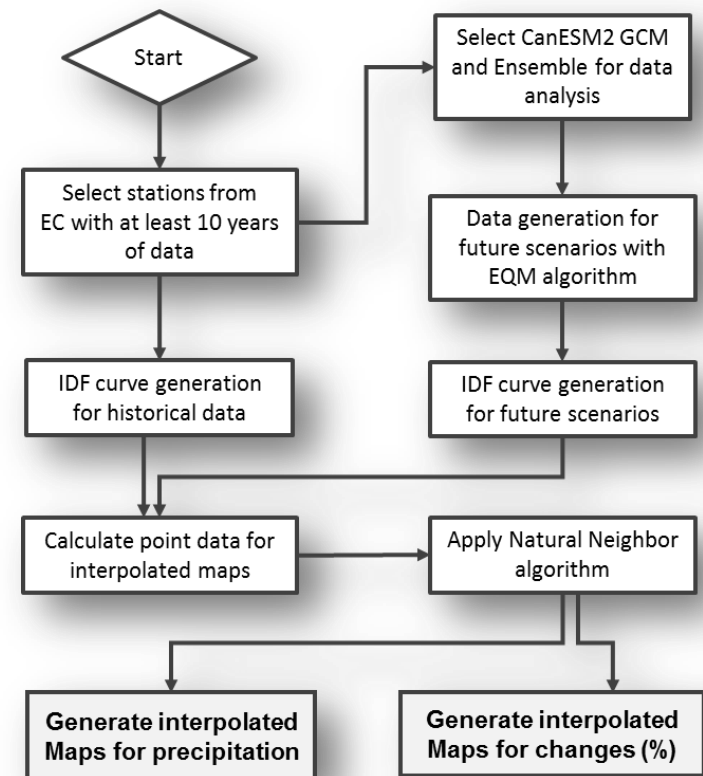 Start
Select CanESM2 GCM
and Ensemble for data
analysis
Select stations from
EC with at least 10 years
of data
Data generation for
future scenarios with
EQM algorithm
IDF curve generation
for historical data
IDF curve generation
for future scenarios
Calculate point data for
interpolated maps
Apply Natural Neighbor
algorithm
Generate interpolated
Maps for precipitation
Generate interpolated
Maps for changes (%)